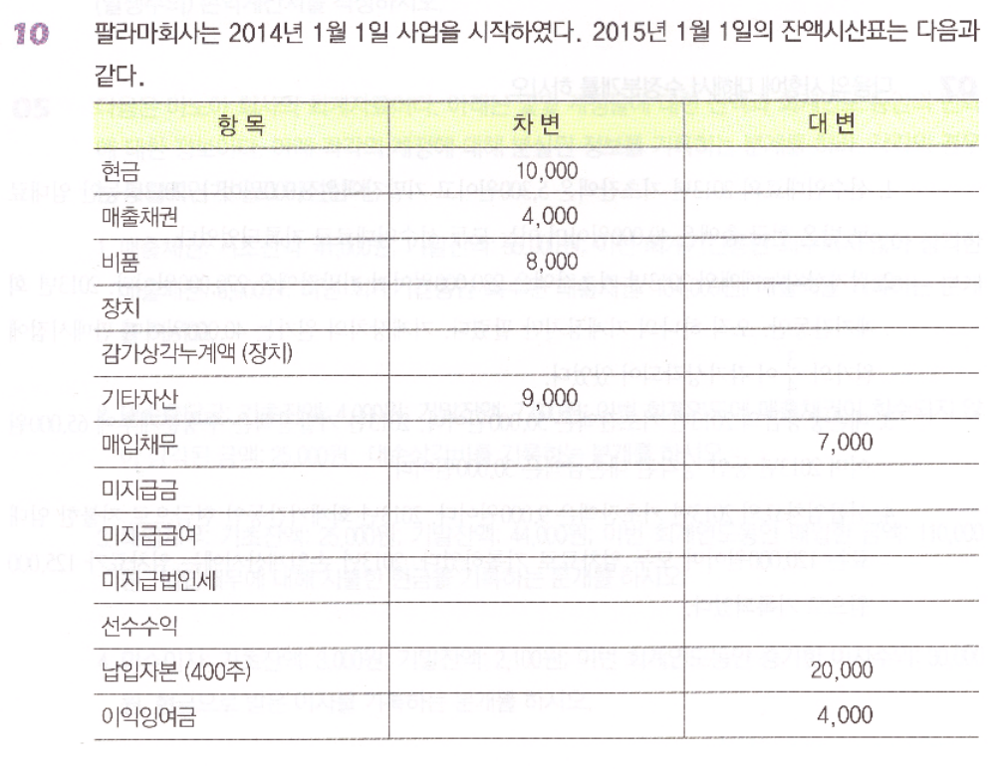 10 팔라마회사는 2014년 1월 1일 사업을 시작하였다. 2015년 1월 1일의 잔액시산표는 다음과
같다.
항 목 차 변 대 변
현금 10,000
매출채권 4,000
비품 8,000
장치
감가상각누계액 (장치)
기타자산 9,000
매입채무 7,000
미지급금
미지급급여
미지급법인세
선수수익
납입자본 (400주) 20,000
이익잉여금 4,000